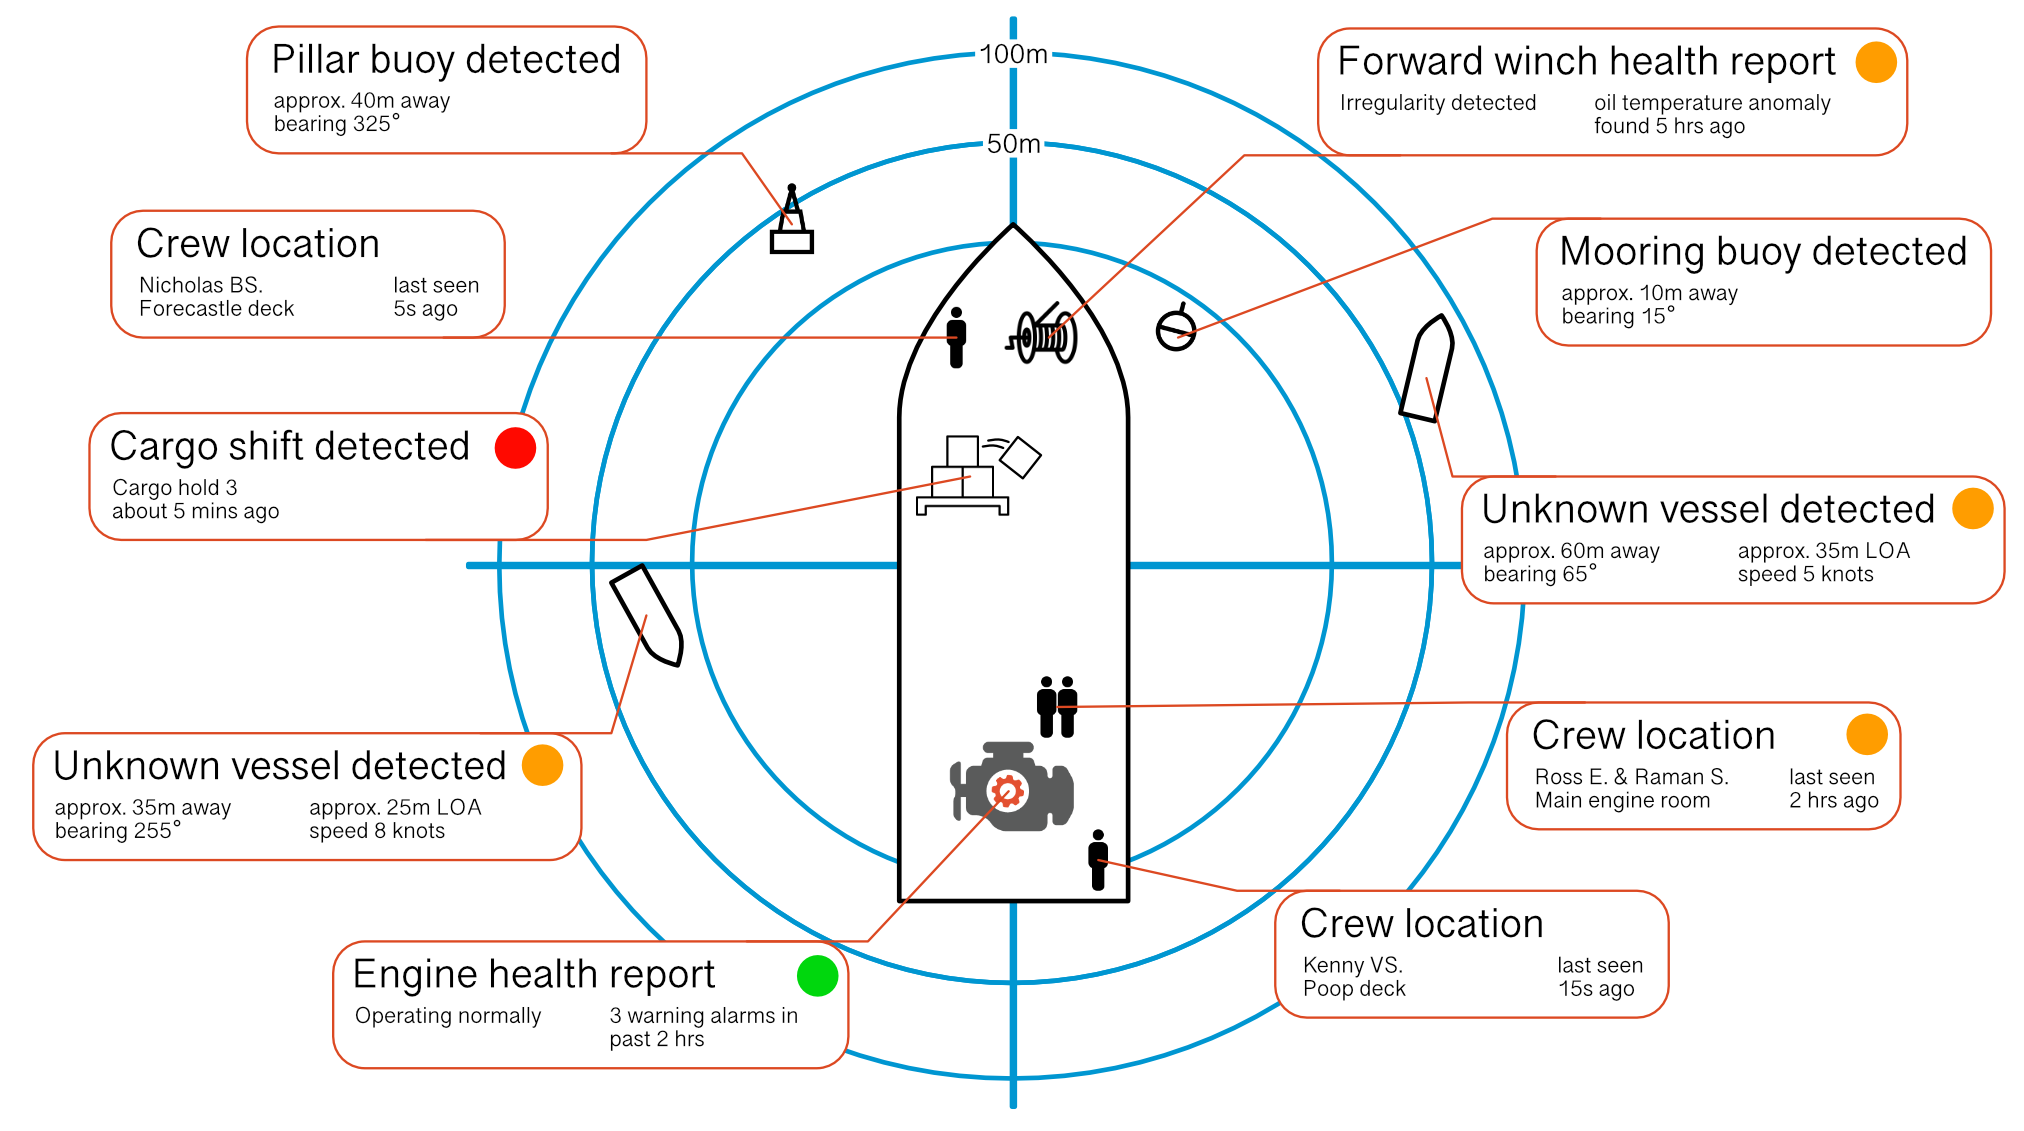 Pillar buoy detected
approx. 40m away
bearing 325°
100m
50m
Forward winch health report
Irregularity detected
oil temperature anomaly
found 5 hrs ago
Crew location
Nicholas BS.
Forecastle deck
last seen
5s ago
Mooring buoy detected
approx. 10m away
bearing 15°
Cargo shift detected
Cargo hold 3
about 5 mins ago
Unknown vessel detected
approx. 60m away
bearing 65°
approx. 35m LOA
speed 5 knots
Unknown vessel detected
approx. 35m away
bearing 255°
approx. 25m LOA
speed 8 knots
Crew location
Ross E. & Raman S.
Main engine room
last seen
2 hrs ago
Engine health report
Operating normally
3 warning alarms in
past 2 hrs
Crew location
Kenny VS.
Poop deck
last seen
15s ago